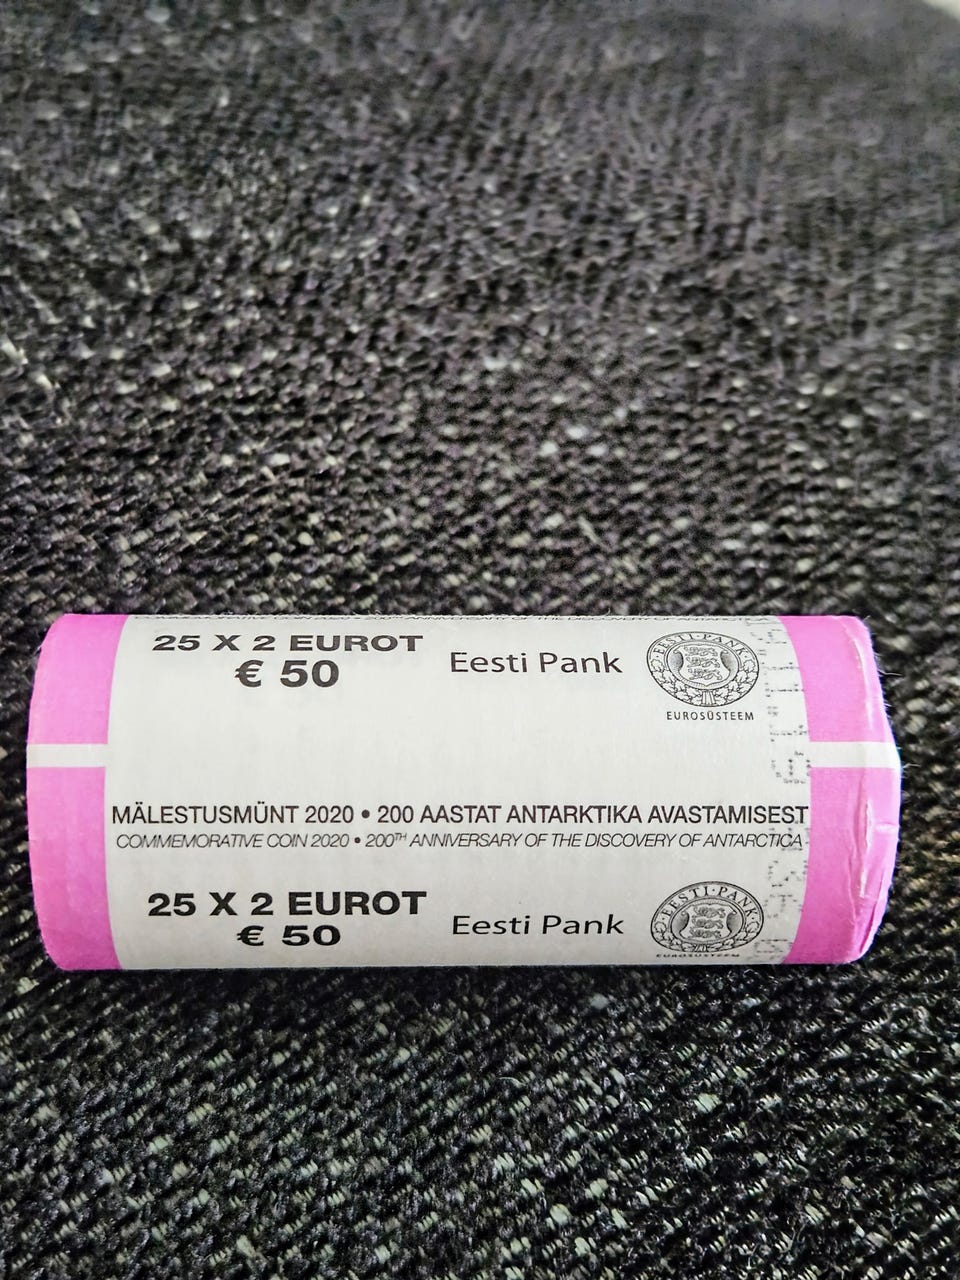 25 X 2 EUROT
€ 50
Eesti Pank
EESTI·PANK
EUROSÜSTEEM
MÄLESTUSMÜNT 2020 • 200 AASTAT ANTARKTIKA AVASTAMISEST
COMMEMORATIVE COIN 2020 • 200TH ANNIVERSARY OF THE DISCOVERY OF ANTARCTICA
25 X 2 EUROT
€ 50
Eesti Pank
EESTI·PANK
EUROSÜSTEEM